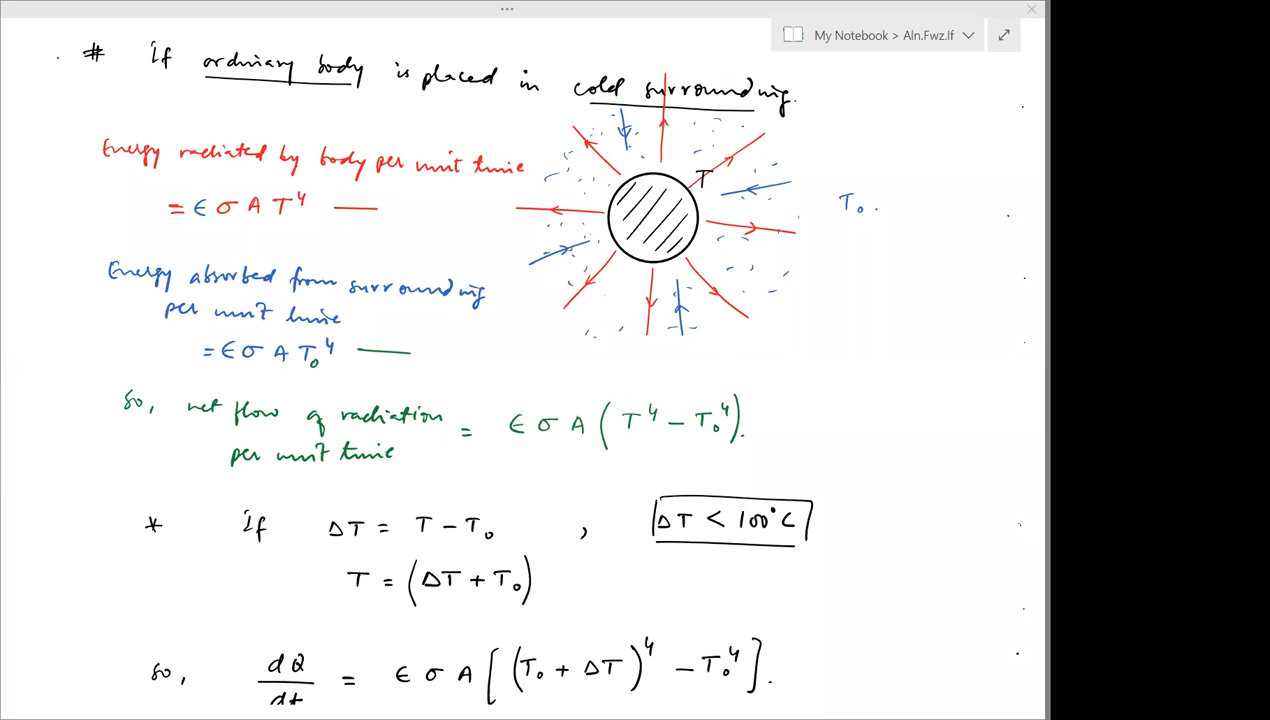 My Notebook > Aln.Fwz.If
# If ordinary body is placed in cold surrounding.
Energy radiated by body per unit time
= ϵ σ A T⁴ —
T
T₀.
Energy absorbed from surrounding
per unit time
= ϵ σ A T₀⁴ —
So, net flow of radiation
per unit time
= ϵ σ A (T⁴ − T₀⁴).
* If ΔT = T − T₀ , ΔT < 100°C
T = (ΔT + T₀)
So, dQ/dt = ϵ σ A [(T₀ + ΔT)⁴ − T₀⁴].